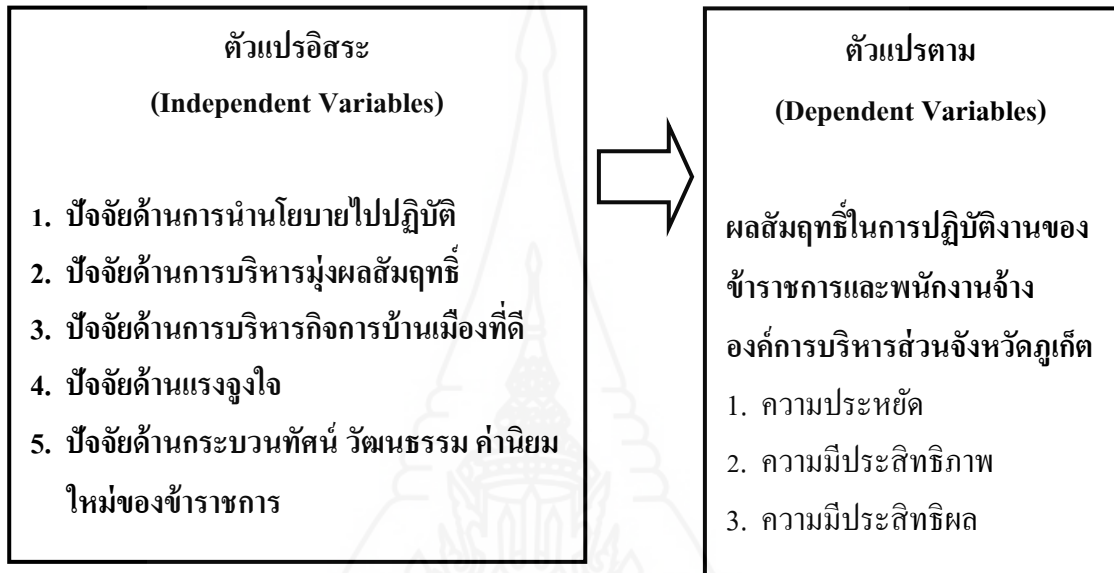 ตัวแปรอิสระ
(Independent Variables)
1. ปัจจัยด้านการนำนโยบายไปปฏิบัติ
2. ปัจจัยด้านการบริหารมุ่งผลสัมฤทธิ์
3. ปัจจัยด้านการบริหารกิจการบ้านเมืองที่ดี
4. ปัจจัยด้านแรงจูงใจ
5. ปัจจัยด้านกระบวนทัศน์ วัฒนธรรม ค่านิยม
ใหม่ของข้าราชการ
ตัวแปรตาม
(Dependent Variables)
ผลสัมฤทธิ์ในการปฏิบัติงานของ
ข้าราชการและพนักงานจ้าง
องค์การบริหารส่วนจังหวัดภูเก็ต
1. ความประหยัด
2. ความมีประสิทธิภาพ
3. ความมีประสิทธิผล